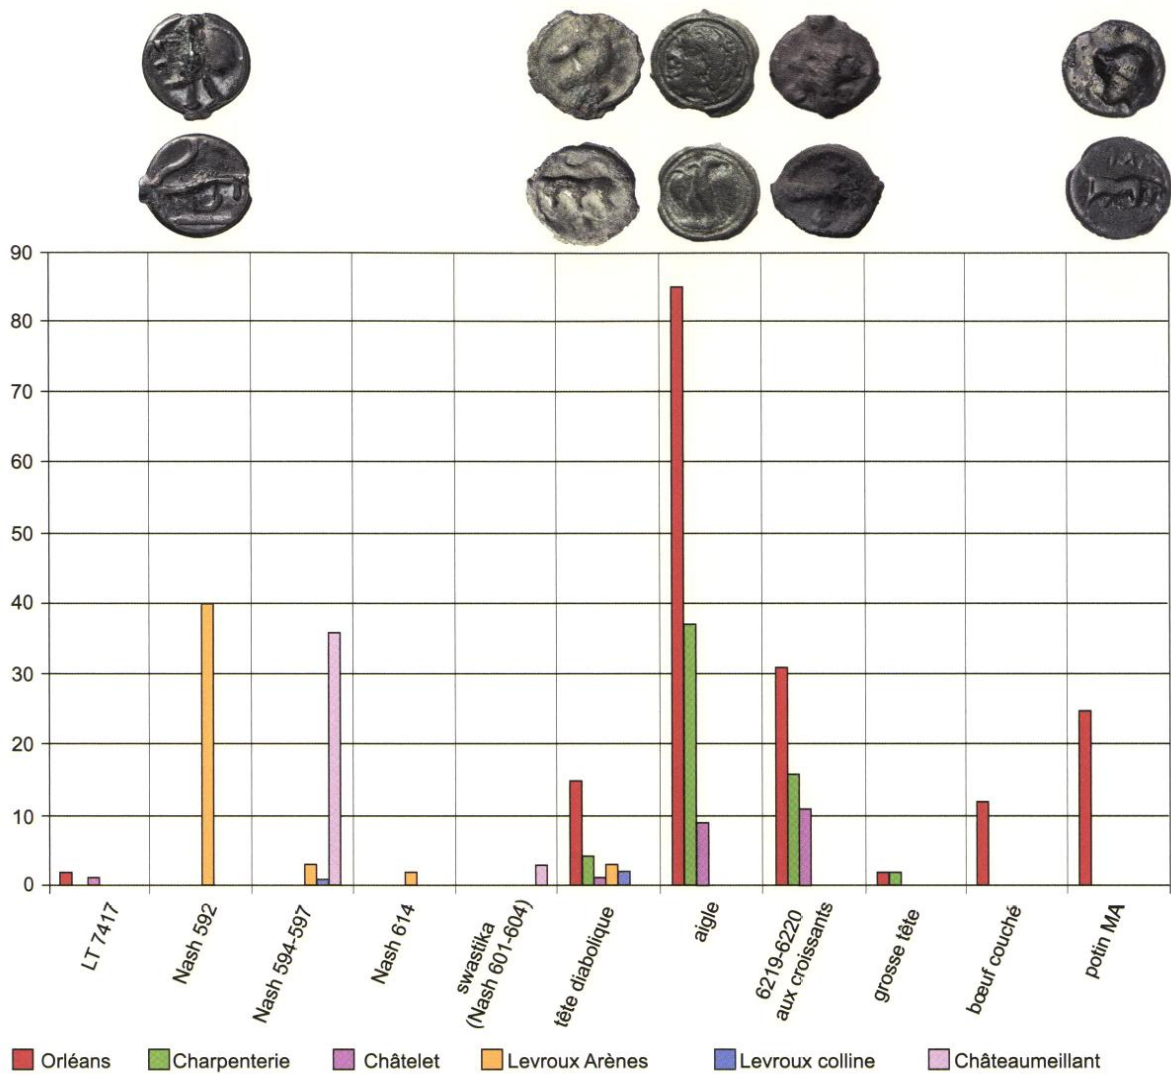 90
80
70
60
50
40
30
20
10
0
LT 7417
Nash 592
Nash 594-597
Nash 614
swastika
(Nash 601-604)
tête diabolique
aigle
6219-6220
aux croissants
grosse tête
bœuf couché
potin MA
Orléans
Charpenterie
Châtelet
Levroux Arènes
Levroux colline
Châteaumeillant